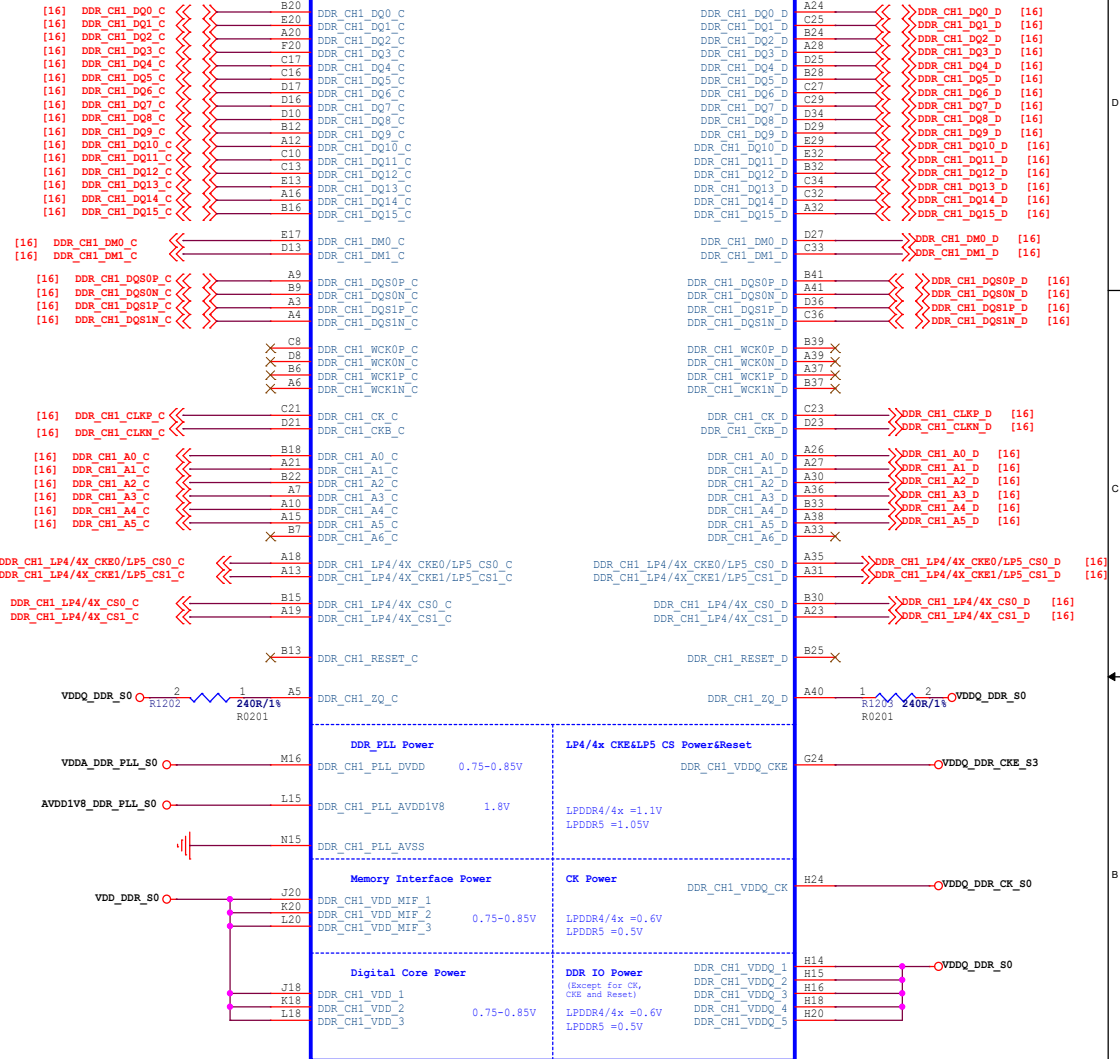 [16] DDR_CH1_DQ0_C B20 DDR_CH1_DQ0_C DDR_CH1_DQ0_D A24 DDR_CH1_DQ0_D [16]
[16] DDR_CH1_DQ1_C E20 DDR_CH1_DQ1_C DDR_CH1_DQ1_D C25 DDR_CH1_DQ1_D [16]
[16] DDR_CH1_DQ2_C A20 DDR_CH1_DQ2_C DDR_CH1_DQ2_D B24 DDR_CH1_DQ2_D [16]
[16] DDR_CH1_DQ3_C F20 DDR_CH1_DQ3_C DDR_CH1_DQ3_D A28 DDR_CH1_DQ3_D [16]
[16] DDR_CH1_DQ4_C C17 DDR_CH1_DQ4_C DDR_CH1_DQ4_D D25 DDR_CH1_DQ4_D [16]
[16] DDR_CH1_DQ5_C C16 DDR_CH1_DQ5_C DDR_CH1_DQ5_D B28 DDR_CH1_DQ5_D [16]
[16] DDR_CH1_DQ6_C D17 DDR_CH1_DQ6_C DDR_CH1_DQ6_D C27 DDR_CH1_DQ6_D [16]
[16] DDR_CH1_DQ7_C D16 DDR_CH1_DQ7_C DDR_CH1_DQ7_D C29 DDR_CH1_DQ7_D [16]
D
[16] DDR_CH1_DQ8_C D10 DDR_CH1_DQ8_C DDR_CH1_DQ8_D D34 DDR_CH1_DQ8_D [16]
[16] DDR_CH1_DQ9_C B12 DDR_CH1_DQ9_C DDR_CH1_DQ9_D D29 DDR_CH1_DQ9_D [16]
[16] DDR_CH1_DQ10_C A12 DDR_CH1_DQ10_C DDR_CH1_DQ10_D E29 DDR_CH1_DQ10_D [16]
[16] DDR_CH1_DQ11_C C10 DDR_CH1_DQ11_C DDR_CH1_DQ11_D E32 DDR_CH1_DQ11_D [16]
[16] DDR_CH1_DQ12_C C13 DDR_CH1_DQ12_C DDR_CH1_DQ12_D B32 DDR_CH1_DQ12_D [16]
[16] DDR_CH1_DQ13_C E13 DDR_CH1_DQ13_C DDR_CH1_DQ13_D C34 DDR_CH1_DQ13_D [16]
[16] DDR_CH1_DQ14_C A16 DDR_CH1_DQ14_C DDR_CH1_DQ14_D C32 DDR_CH1_DQ14_D [16]
[16] DDR_CH1_DQ15_C B16 DDR_CH1_DQ15_C DDR_CH1_DQ15_D A32 DDR_CH1_DQ15_D [16]
[16] DDR_CH1_DM0_C E17 DDR_CH1_DM0_C DDR_CH1_DM0_D D27 DDR_CH1_DM0_D [16]
[16] DDR_CH1_DM1_C D13 DDR_CH1_DM1_C DDR_CH1_DM1_D C33 DDR_CH1_DM1_D [16]
[16] DDR_CH1_DQS0P_C A9 DDR_CH1_DQS0P_C DDR_CH1_DQS0P_D B41 DDR_CH1_DQS0P_D [16]
[16] DDR_CH1_DQS0N_C B9 DDR_CH1_DQS0N_C DDR_CH1_DQS0N_D A41 DDR_CH1_DQS0N_D [16]
[16] DDR_CH1_DQS1P_C A3 DDR_CH1_DQS1P_C DDR_CH1_DQS1P_D D36 DDR_CH1_DQS1P_D [16]
[16] DDR_CH1_DQS1N_C A4 DDR_CH1_DQS1N_C DDR_CH1_DQS1N_D C36 DDR_CH1_DQS1N_D [16]
C8 DDR_CH1_WCK0P_C DDR_CH1_WCK0P_D B39
D8 DDR_CH1_WCK0N_C DDR_CH1_WCK0N_D A39
B6 DDR_CH1_WCK1P_C DDR_CH1_WCK1P_D A37
A6 DDR_CH1_WCK1N_C DDR_CH1_WCK1N_D B37
[16] DDR_CH1_CLKP_C C21 DDR_CH1_CK_C DDR_CH1_CK_D C23 DDR_CH1_CLKP_D [16]
[16] DDR_CH1_CLKN_C D21 DDR_CH1_CKB_C DDR_CH1_CKB_D D23 DDR_CH1_CLKN_D [16]
[16] DDR_CH1_A0_C B18 DDR_CH1_A0_C DDR_CH1_A0_D A26 DDR_CH1_A0_D [16]
[16] DDR_CH1_A1_C A21 DDR_CH1_A1_C DDR_CH1_A1_D A27 DDR_CH1_A1_D [16]
[16] DDR_CH1_A2_C B22 DDR_CH1_A2_C DDR_CH1_A2_D A30 DDR_CH1_A2_D [16]
C
[16] DDR_CH1_A3_C A7 DDR_CH1_A3_C DDR_CH1_A3_D A36 DDR_CH1_A3_D [16]
[16] DDR_CH1_A4_C A10 DDR_CH1_A4_C DDR_CH1_A4_D B33 DDR_CH1_A4_D [16]
[16] DDR_CH1_A5_C A15 DDR_CH1_A5_C DDR_CH1_A5_D A38 DDR_CH1_A5_D [16]
B7 DDR_CH1_A6_C DDR_CH1_A6_D A33
DDR_CH1_LP4/4X_CKE0/LP5_CS0_C A18 DDR_CH1_LP4/4X_CKE0/LP5_CS0_C DDR_CH1_LP4/4X_CKE0/LP5_CS0_D A35 DDR_CH1_LP4/4X_CKE0/LP5_CS0_D [16]
DDR_CH1_LP4/4X_CKE1/LP5_CS1_C A13 DDR_CH1_LP4/4X_CKE1/LP5_CS1_C DDR_CH1_LP4/4X_CKE1/LP5_CS1_D A31 DDR_CH1_LP4/4X_CKE1/LP5_CS1_D [16]
DDR_CH1_LP4/4X_CS0_C B15 DDR_CH1_LP4/4X_CS0_C DDR_CH1_LP4/4X_CS0_D B30 DDR_CH1_LP4/4X_CS0_D [16]
DDR_CH1_LP4/4X_CS1_C A19 DDR_CH1_LP4/4X_CS1_C DDR_CH1_LP4/4X_CS1_D A23 DDR_CH1_LP4/4X_CS1_D [16]
B13 DDR_CH1_RESET_C DDR_CH1_RESET_D B25
VDDQ_DDR_S0 2 1 A5 DDR_CH1_ZQ_C DDR_CH1_ZQ_D A40 1 2 VDDQ_DDR_S0
R1202 240R/1% R1203 240R/1%
R0201 R0201
DDR_PLL Power LP4/4x CKE&LP5 CS Power&Reset
VDDA_DDR_PLL_S0 M16 DDR_CH1_PLL_DVDD 0.75-0.85V DDR_CH1_VDDQ_CKE G24 VDDQ_DDR_CKE_S3
AVDD1V8_DDR_PLL_S0 L15 DDR_CH1_PLL_AVDD1V8 1.8V LPDDR4/4x =1.1V
LPDDR5 =1.05V
N15 DDR_CH1_PLL_AVSS
B
Memory Interface Power CK Power
VDD_DDR_S0 J20 DDR_CH1_VDD_MIF_1 DDR_CH1_VDDQ_CK H24 VDDQ_DDR_CK_S0
K20 DDR_CH1_VDD_MIF_2 0.75-0.85V LPDDR4/4x =0.6V
L20 DDR_CH1_VDD_MIF_3 LPDDR5 =0.5V
Digital Core Power DDR IO Power DDR_CH1_VDDQ_1 H14 VDDQ_DDR_S0
(Except for CK, DDR_CH1_VDDQ_2 H15
J18 DDR_CH1_VDD_1 CKE and Reset) DDR_CH1_VDDQ_3 H16
K18 DDR_CH1_VDD_2 0.75-0.85V LPDDR4/4x =0.6V DDR_CH1_VDDQ_4 H18
L18 DDR_CH1_VDD_3 LPDDR5 =0.5V DDR_CH1_VDDQ_5 H20